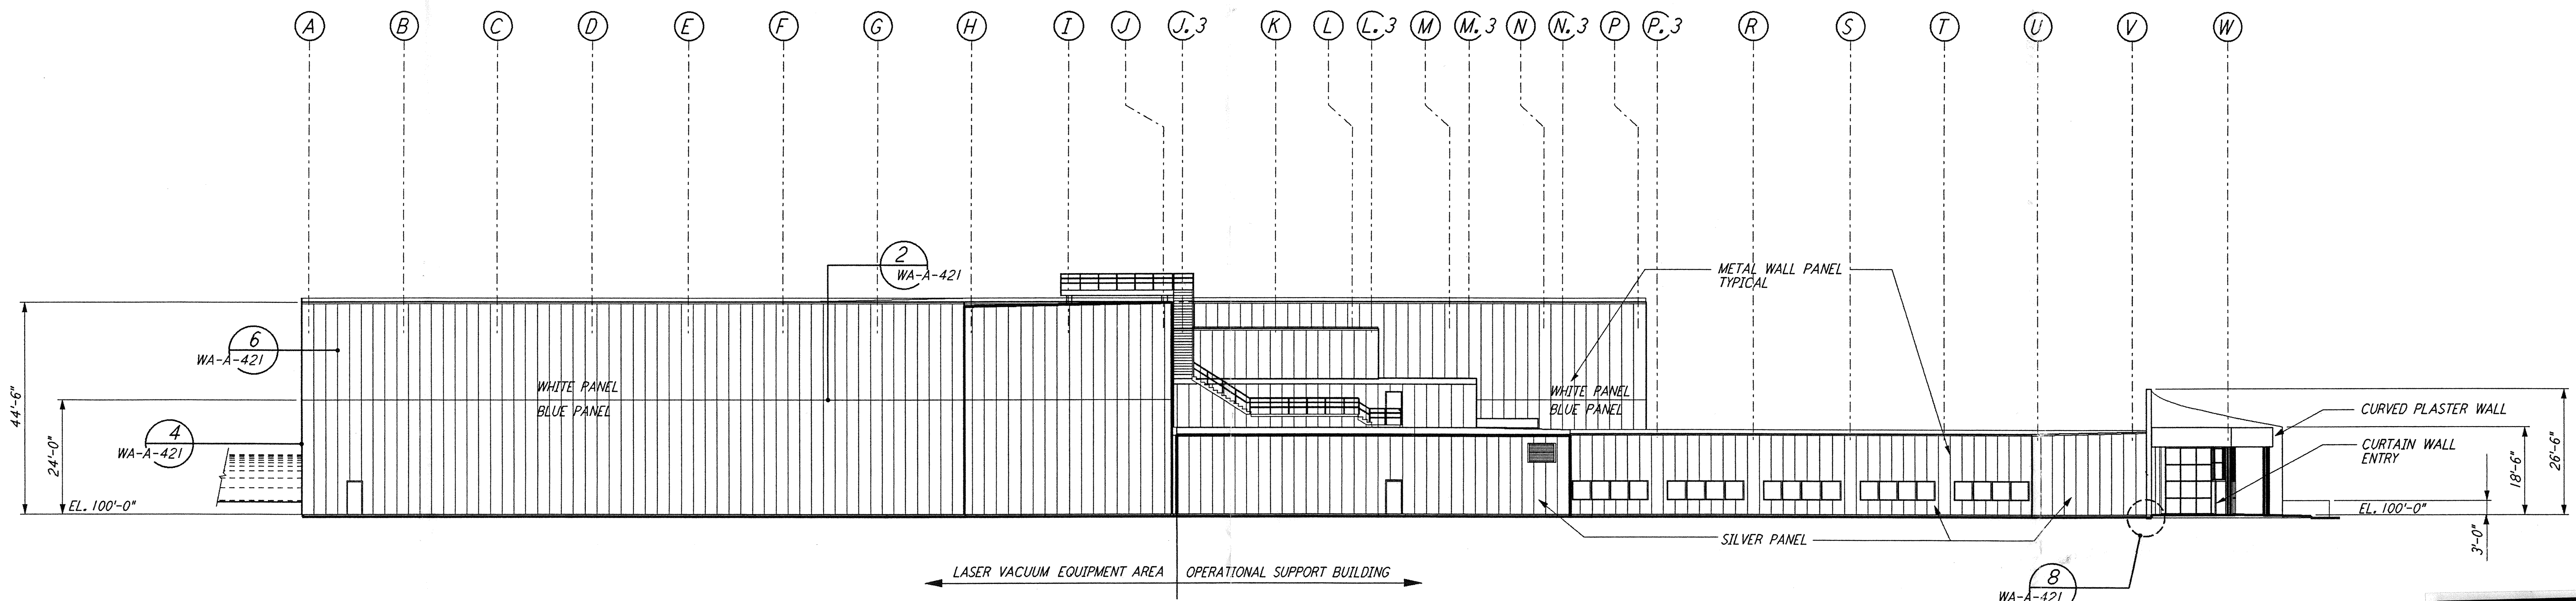 A B C D E F G H I J J.3 K L L.3 M M.3 N N.3 P P.3 R S T U V W
2
WA-A-421
METAL WALL PANEL
TYPICAL
6
WA-A-421
44'-6"
WHITE PANEL
BLUE PANEL
WHITE PANEL
BLUE PANEL
24'-0"
4
WA-A-421
CURVED PLASTER WALL
CURTAIN WALL
ENTRY
18'-6"
26'-6"
EL. 100'-0"
EL. 100'-0"
3'-0"
SILVER PANEL
LASER VACUUM EQUIPMENT AREA
OPERATIONAL SUPPORT BUILDING
8
WA-A-421